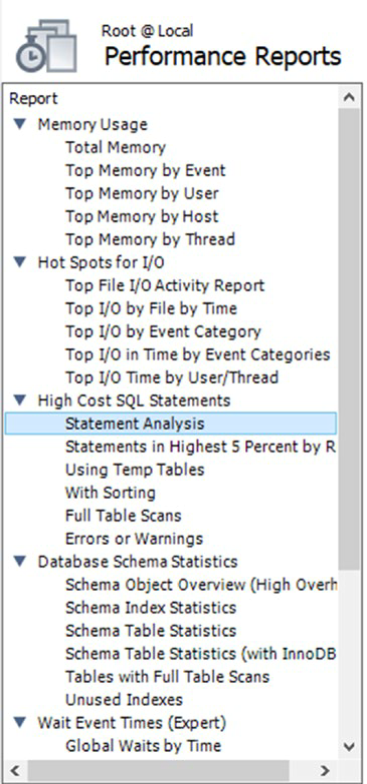 Root @ Local
Performance Reports
Report
Memory Usage
Total Memory
Top Memory by Event
Top Memory by User
Top Memory by Host
Top Memory by Thread
Hot Spots for I/O
Top File I/O Activity Report
Top I/O by File by Time
Top I/O by Event Category
Top I/O in Time by Event Categories
Top I/O Time by User/Thread
High Cost SQL Statements
Statement Analysis
Statements in Highest 5 Percent by R
Using Temp Tables
With Sorting
Full Table Scans
Errors or Warnings
Database Schema Statistics
Schema Object Overview (High Overh
Schema Index Statistics
Schema Table Statistics
Schema Table Statistics (with InnoDB
Tables with Full Table Scans
Unused Indexes
Wait Event Times (Expert)
Global Waits by Time